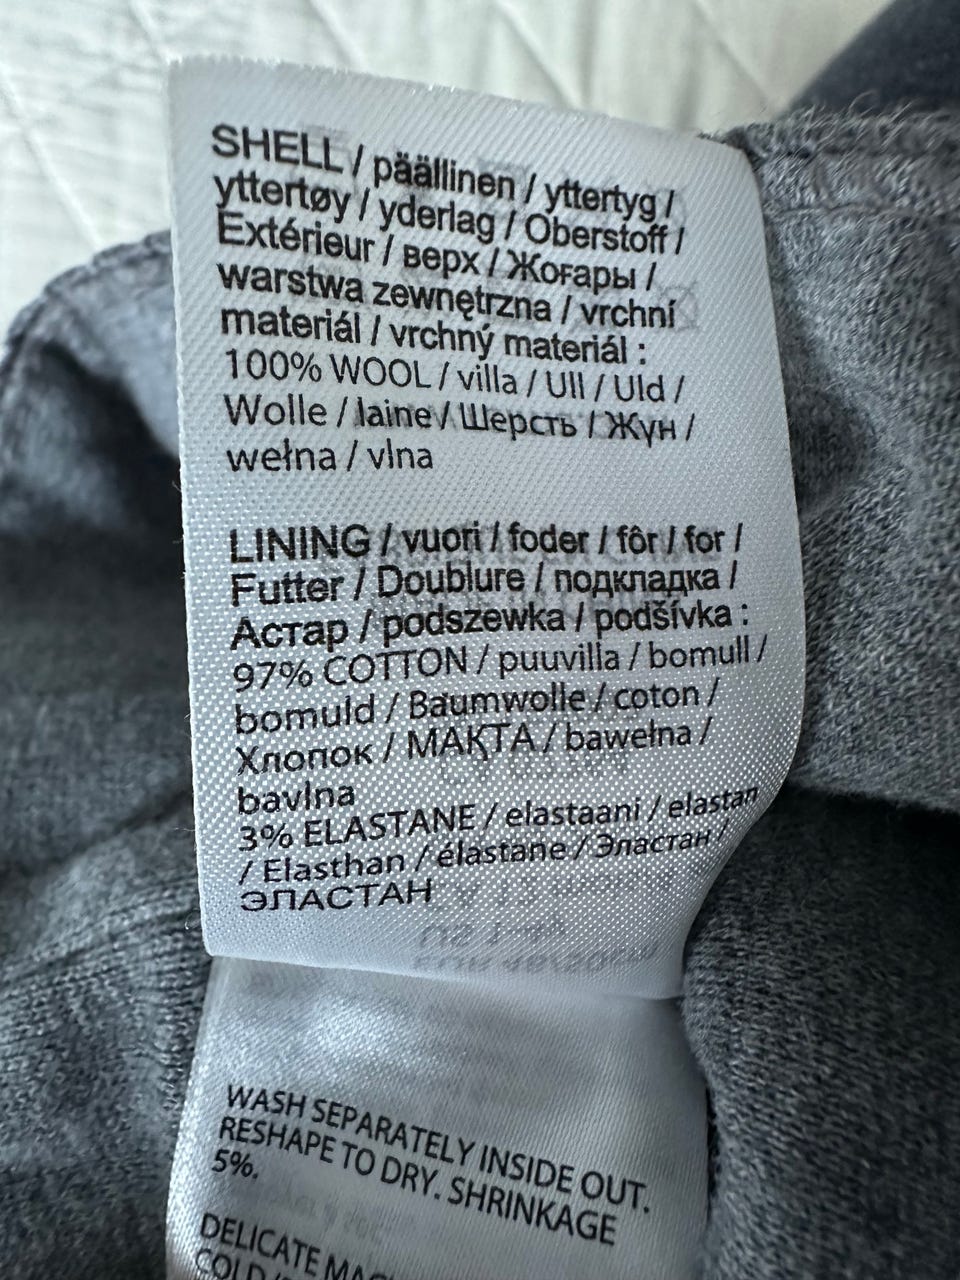 SHELL / päällinen / yttertyg /
yttertøy / yderlag / Oberstoff /
Extérieur / верх / Жоғары /
warstwa zewnętrzna / vrchní
materiál / vrchný materiál :
100% WOOL / villa / Ull / Uld /
Wolle / laine / Шерсть / Жүн /
wełna / vlna
LINING / vuori / foder / fôr / for /
Futter / Doublure / подкладка /
Астар / podszewka / podšívka :
97% COTTON / puuvilla / bomull /
bomuld / Baumwolle / coton /
Хлопок / МАҚТА / bawełna /
bavlna
3% ELASTANE / elastaani / elastan
/ Elasthan / élastane / Эластан /
ЭЛАСТАН
WASH SEPARATELY INSIDE OUT.
RESHAPE TO DRY. SHRINKAGE
5%.
DELICATE
COLD